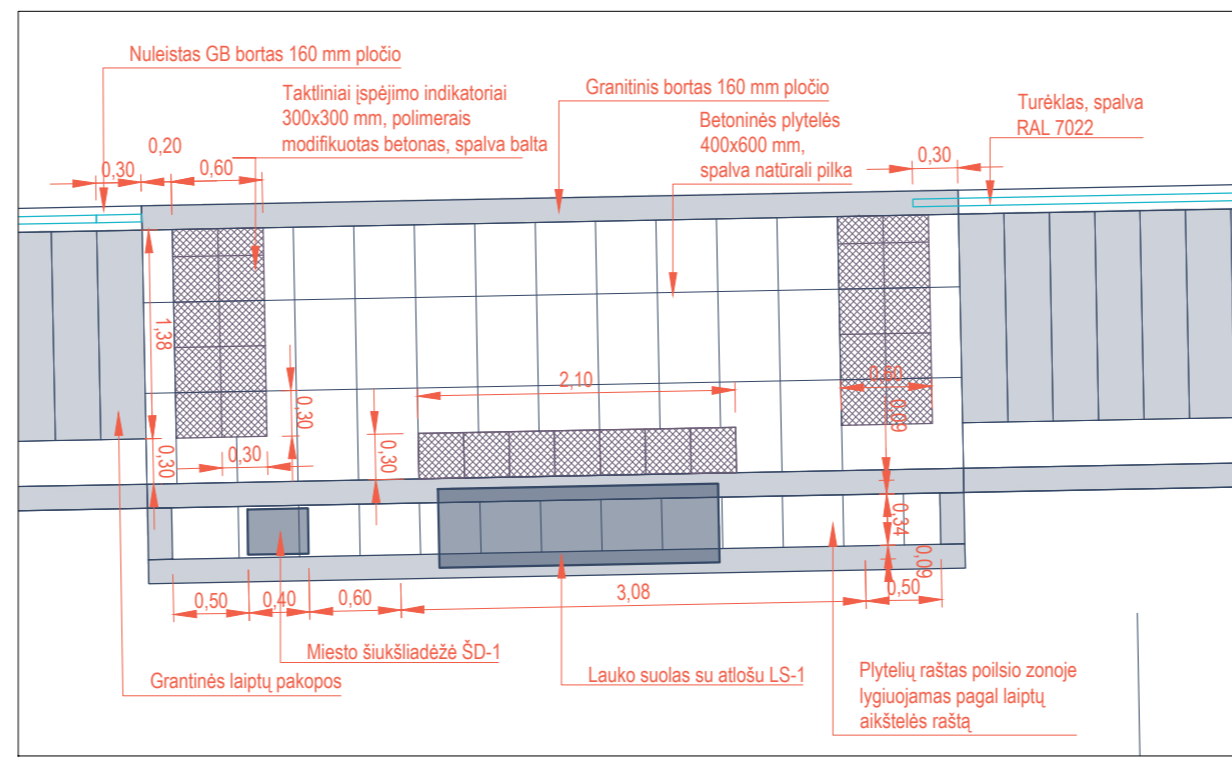 Nuleistas GB bortas 160 mm pločio
Taktliniai įspėjimo indikatoriai
300x300 mm, polimerais
modifikuotas betonas, spalva balta
Granitinis bortas 160 mm pločio
Betoninės plytelės
400x600 mm,
spalva natūrali pilka
Turėklas, spalva
RAL 7022
0,20
0,30
0,60
0,30
1,38
0,30
0,30
0,30
0,30
2,10
0,60
0,09
0,34
0,09
0,50
0,40
0,60
3,08
0,50
Miesto šiukšliadėžė ŠD-1
Grantinės laiptų pakopos
Lauko suolas su atlošu LS-1
Plytelių raštas poilsio zonoje
lygiuojamas pagal laiptų
aikštelės raštą